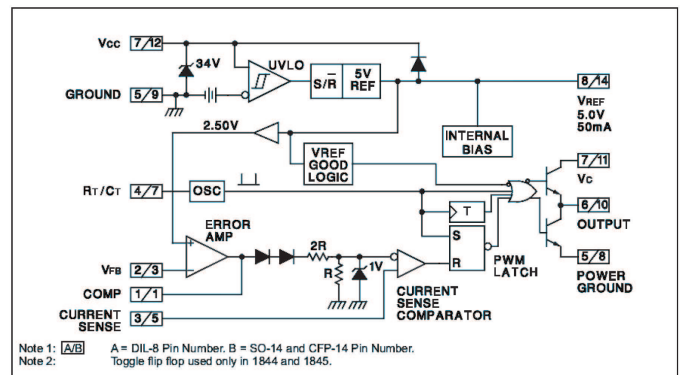 Vcc 7/12
34V
UVLO
S/R̅
5V
REF
GROUND 5/9
8/14
VREF
5.0V
50mA
2.50V
INTERNAL
BIAS
VREF
GOOD
LOGIC
7/11
Vc
RT/CT 4/7
OSC
T
6/10
OUTPUT
ERROR
AMP
2R
S
R
1V
R
PWM
LATCH
5/8
POWER
GROUND
VFB 2/3
COMP 1/1
CURRENT
SENSE 3/5
CURRENT
SENSE
COMPARATOR
Note 1: A/B A = DIL-8 Pin Number. B = SO-14 and CFP-14 Pin Number.
Note 2: Toggle flip flop used only in 1844 and 1845.